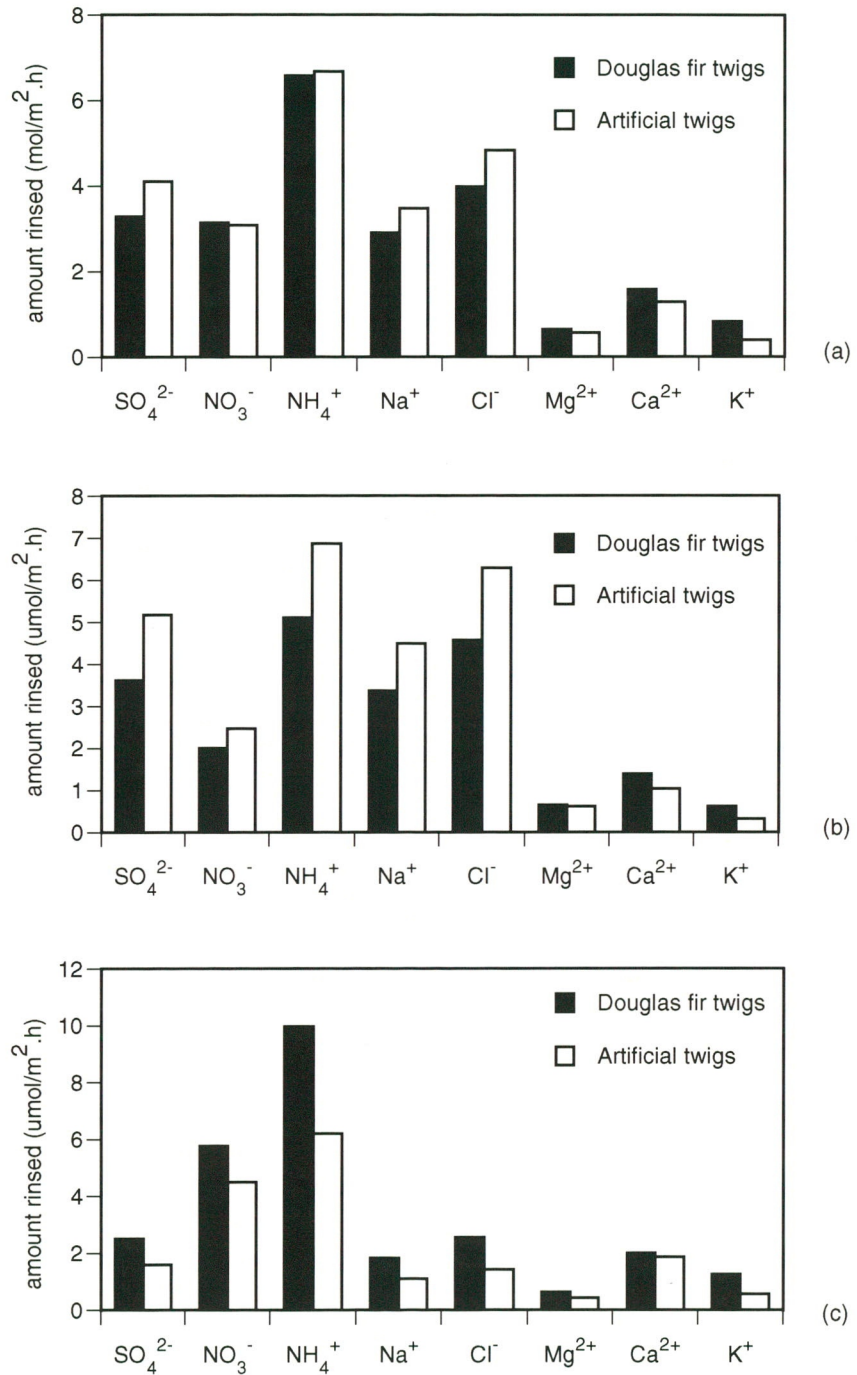 8
6
4
2
0
amount rinsed (mol/m².h)
Douglas fir twigs
Artificial twigs
SO₄²⁻ NO₃⁻ NH₄⁺ Na⁺ Cl⁻ Mg²⁺ Ca²⁺ K⁺
(a)
8
7
6
5
4
3
2
1
0
amount rinsed (umol/m².h)
Douglas fir twigs
Artificial twigs
SO₄²⁻ NO₃⁻ NH₄⁺ Na⁺ Cl⁻ Mg²⁺ Ca²⁺ K⁺
(b)
12
10
8
6
4
2
0
amount rinsed (umol/m².h)
Douglas fir twigs
Artificial twigs
SO₄²⁻ NO₃⁻ NH₄⁺ Na⁺ Cl⁻ Mg²⁺ Ca²⁺ K⁺
(c)